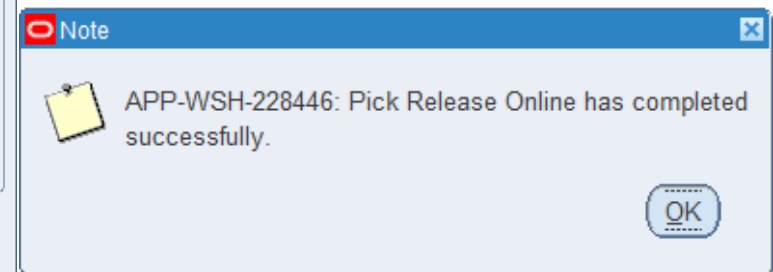 Note
APP-WSH-228446: Pick Release Online has completed
successfully.
OK